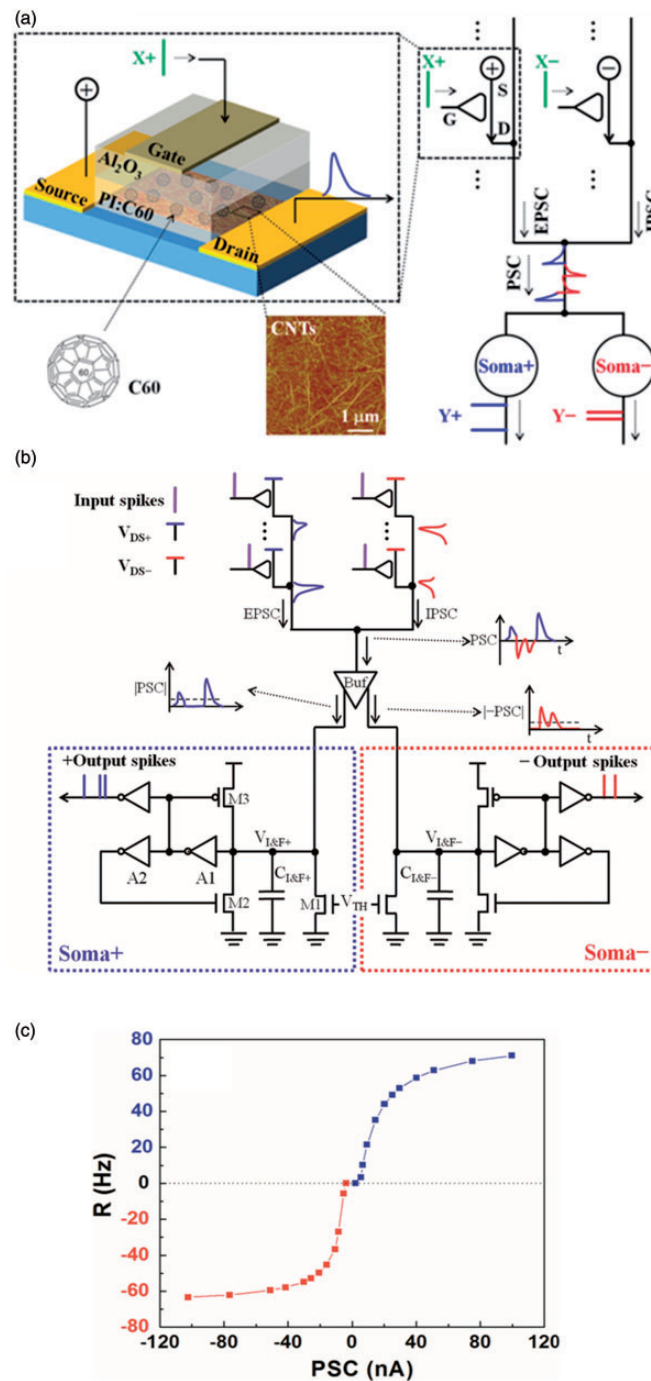 (a)
X+
Gate
Al2O3
Source
PI:C60
Drain
60
C60
CNTs
1 μm
X+
+
S
G
D
X−
−
EPSC
IPSC
PSC
Soma+
Soma−
Y+
Y−
(b)
Input spikes
VDS+
VDS−
EPSC
IPSC
PSC
t
|PSC|
Buf
|−PSC|
t
+Output spikes
− Output spikes
M3
VI&F+
VI&F−
A2
A1
CI&F+
CI&F−
M2
M1
VTH
Soma+
Soma−
(c)
R (Hz)
80
60
40
20
0
-20
-40
-60
-80
-120
-80
-40
0
40
80
120
PSC (nA)